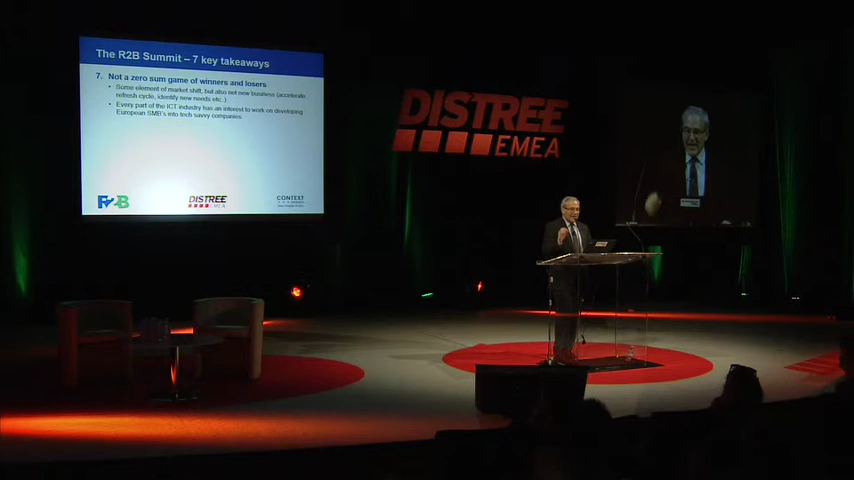 The R2B Summit – 7 key takeaways
7. Not a zero sum game of winners and losers
• Some element of market shift, but also net new business (accelerate
refresh cycle, identify new needs etc..)
• Every part of the ICT industry has an interest to work on developing
European SMB's into tech savvy companies
R2B
DISTREE
EMEA
CONTEXT
DISTREE
EMEA